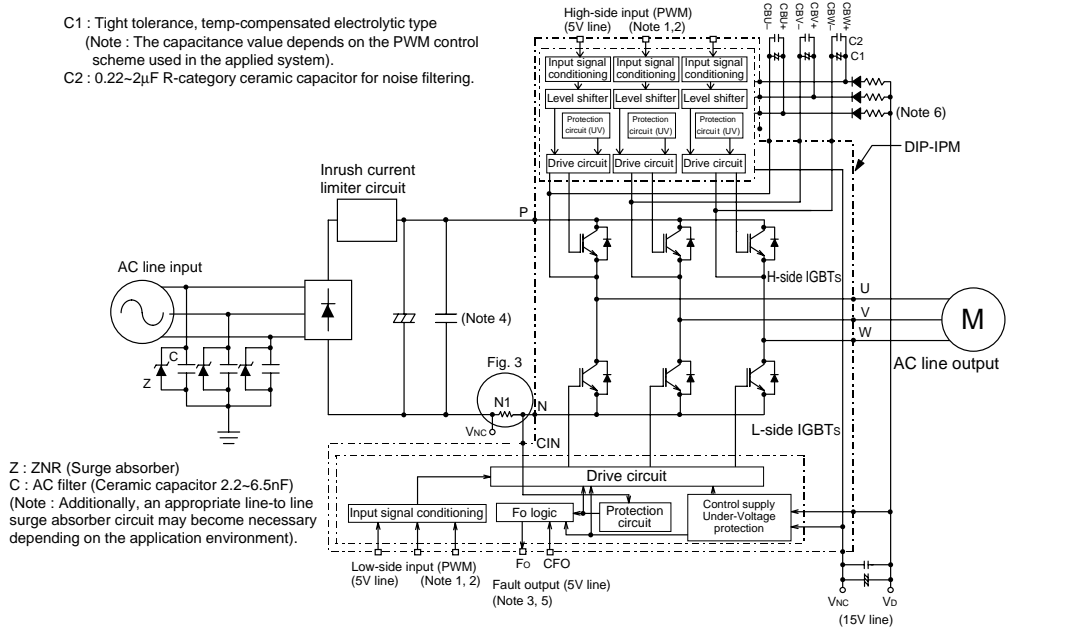 C1 : Tight tolerance, temp-compensated electrolytic type
(Note : The capacitance value depends on the PWM control
scheme used in the applied system).
C2 : 0.22~2μF R-category ceramic capacitor for noise filtering.
High-side input (PWM)
(5V line) (Note 1,2)
CBU–
CBU+
CBV–
CBV+
CBW–
CBW+
C2
C1
Input signal
conditioning
Input signal
conditioning
Input signal
conditioning
Level shifter
Level shifter
Level shifter
Protection
circuit (UV)
Protection
circuit (UV)
Protection
circuit (UV)
Drive circuit
Drive circuit
Drive circuit
(Note 6)
DIP-IPM
Inrush current
limiter circuit
P
AC line input
H-side IGBTs
U
V
W
M
AC line output
(Note 4)
C
Z
Fig. 3
N1
N
VNC
CIN
L-side IGBTs
Z : ZNR (Surge absorber)
C : AC filter (Ceramic capacitor 2.2~6.5nF)
(Note : Additionally, an appropriate line-to line
surge absorber circuit may become necessary
depending on the application environment).
Drive circuit
Input signal conditioning
Fo logic
Protection
circuit
Control supply
Under-Voltage
protection
Low-side input (PWM)
(5V line) (Note 1, 2)
FO CFO
Fault output (5V line)
(Note 3, 5)
VNC VD
(15V line)